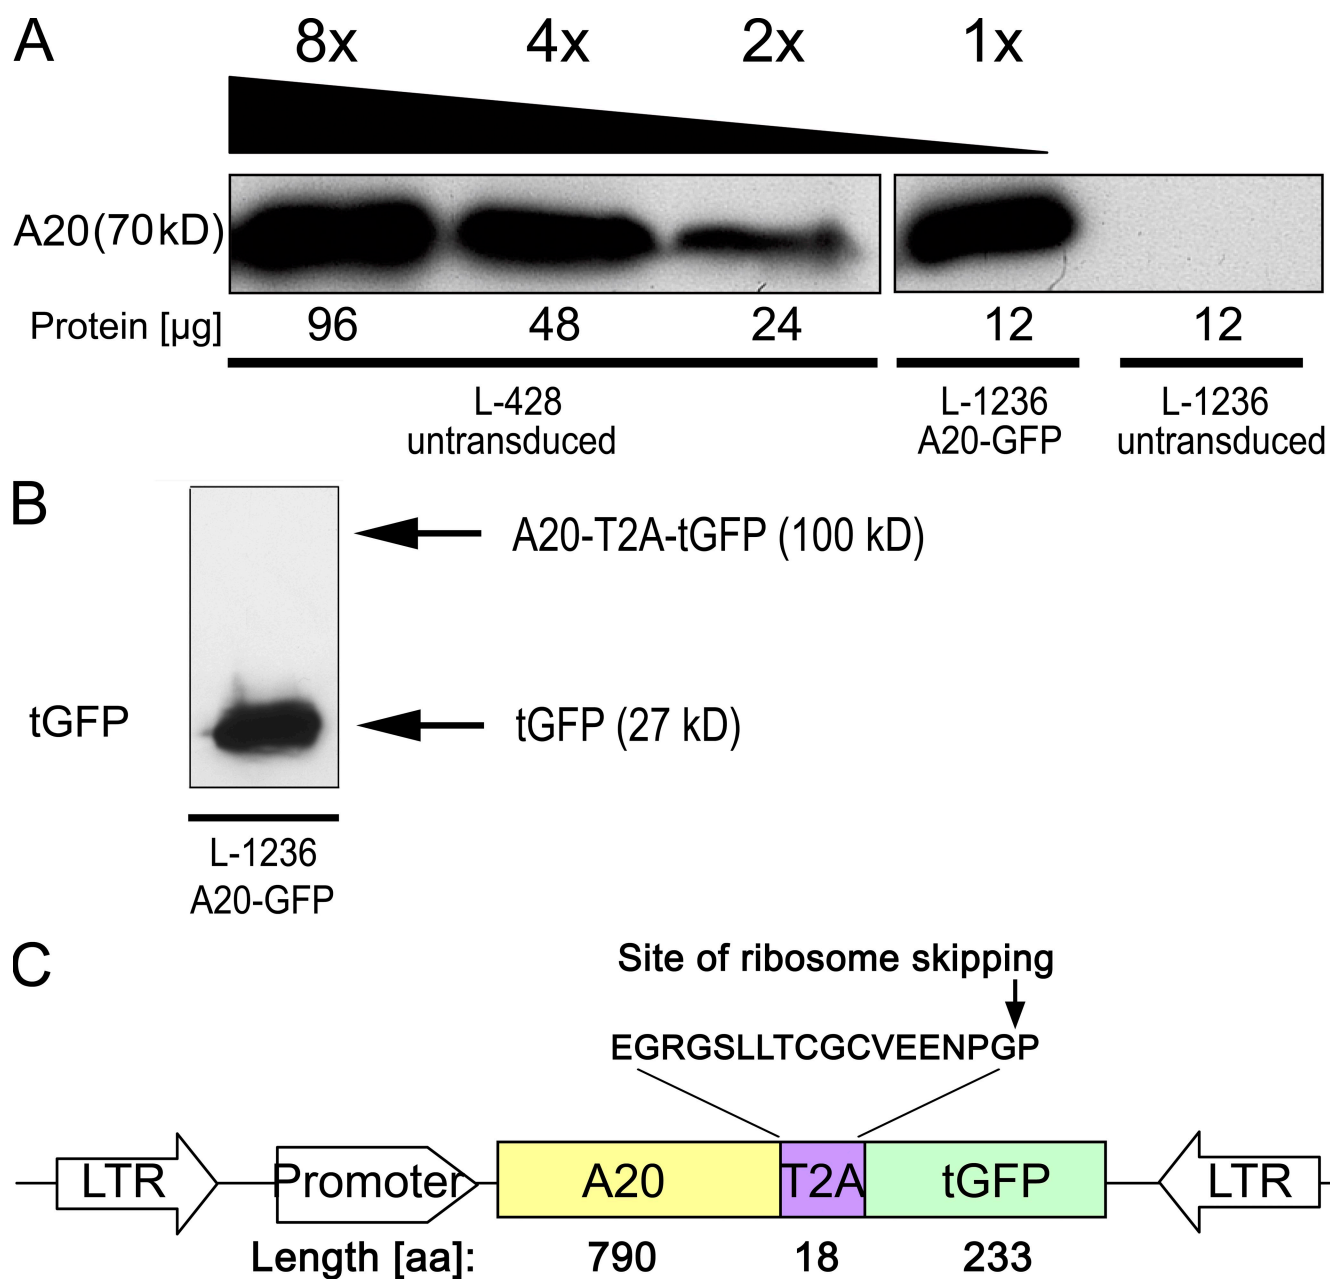 A
8x 4x 2x 1x
A20(70kD)
Protein [µg] 96 48 24 12 12
L-428 L-1236 L-1236
untransduced A20-GFP untransduced
B
A20-T2A-tGFP (100 kD)
tGFP tGFP (27 kD)
L-1236
A20-GFP
C
Site of ribosome skipping
EGRGSLLTCGCVEENPGP
LTR Promoter A20 T2A tGFP LTR
Length [aa]: 790 18 233